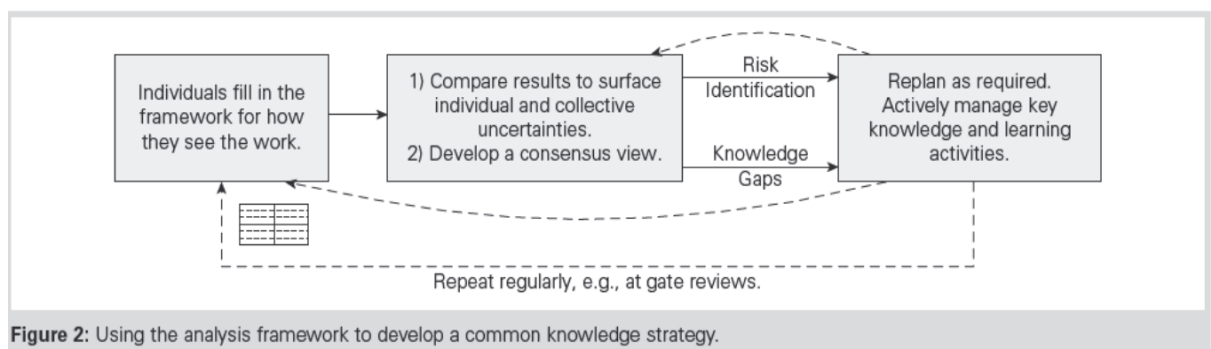 Individuals fill in the
framework for how
they see the work.
1) Compare results to surface
individual and collective
uncertainties.
2) Develop a consensus view.
Risk
Identification
Knowledge
Gaps
Replan as required.
Actively manage key
knowledge and learning
activities.
Repeat regularly, e.g., at gate reviews.
Figure 2: Using the analysis framework to develop a common knowledge strategy.